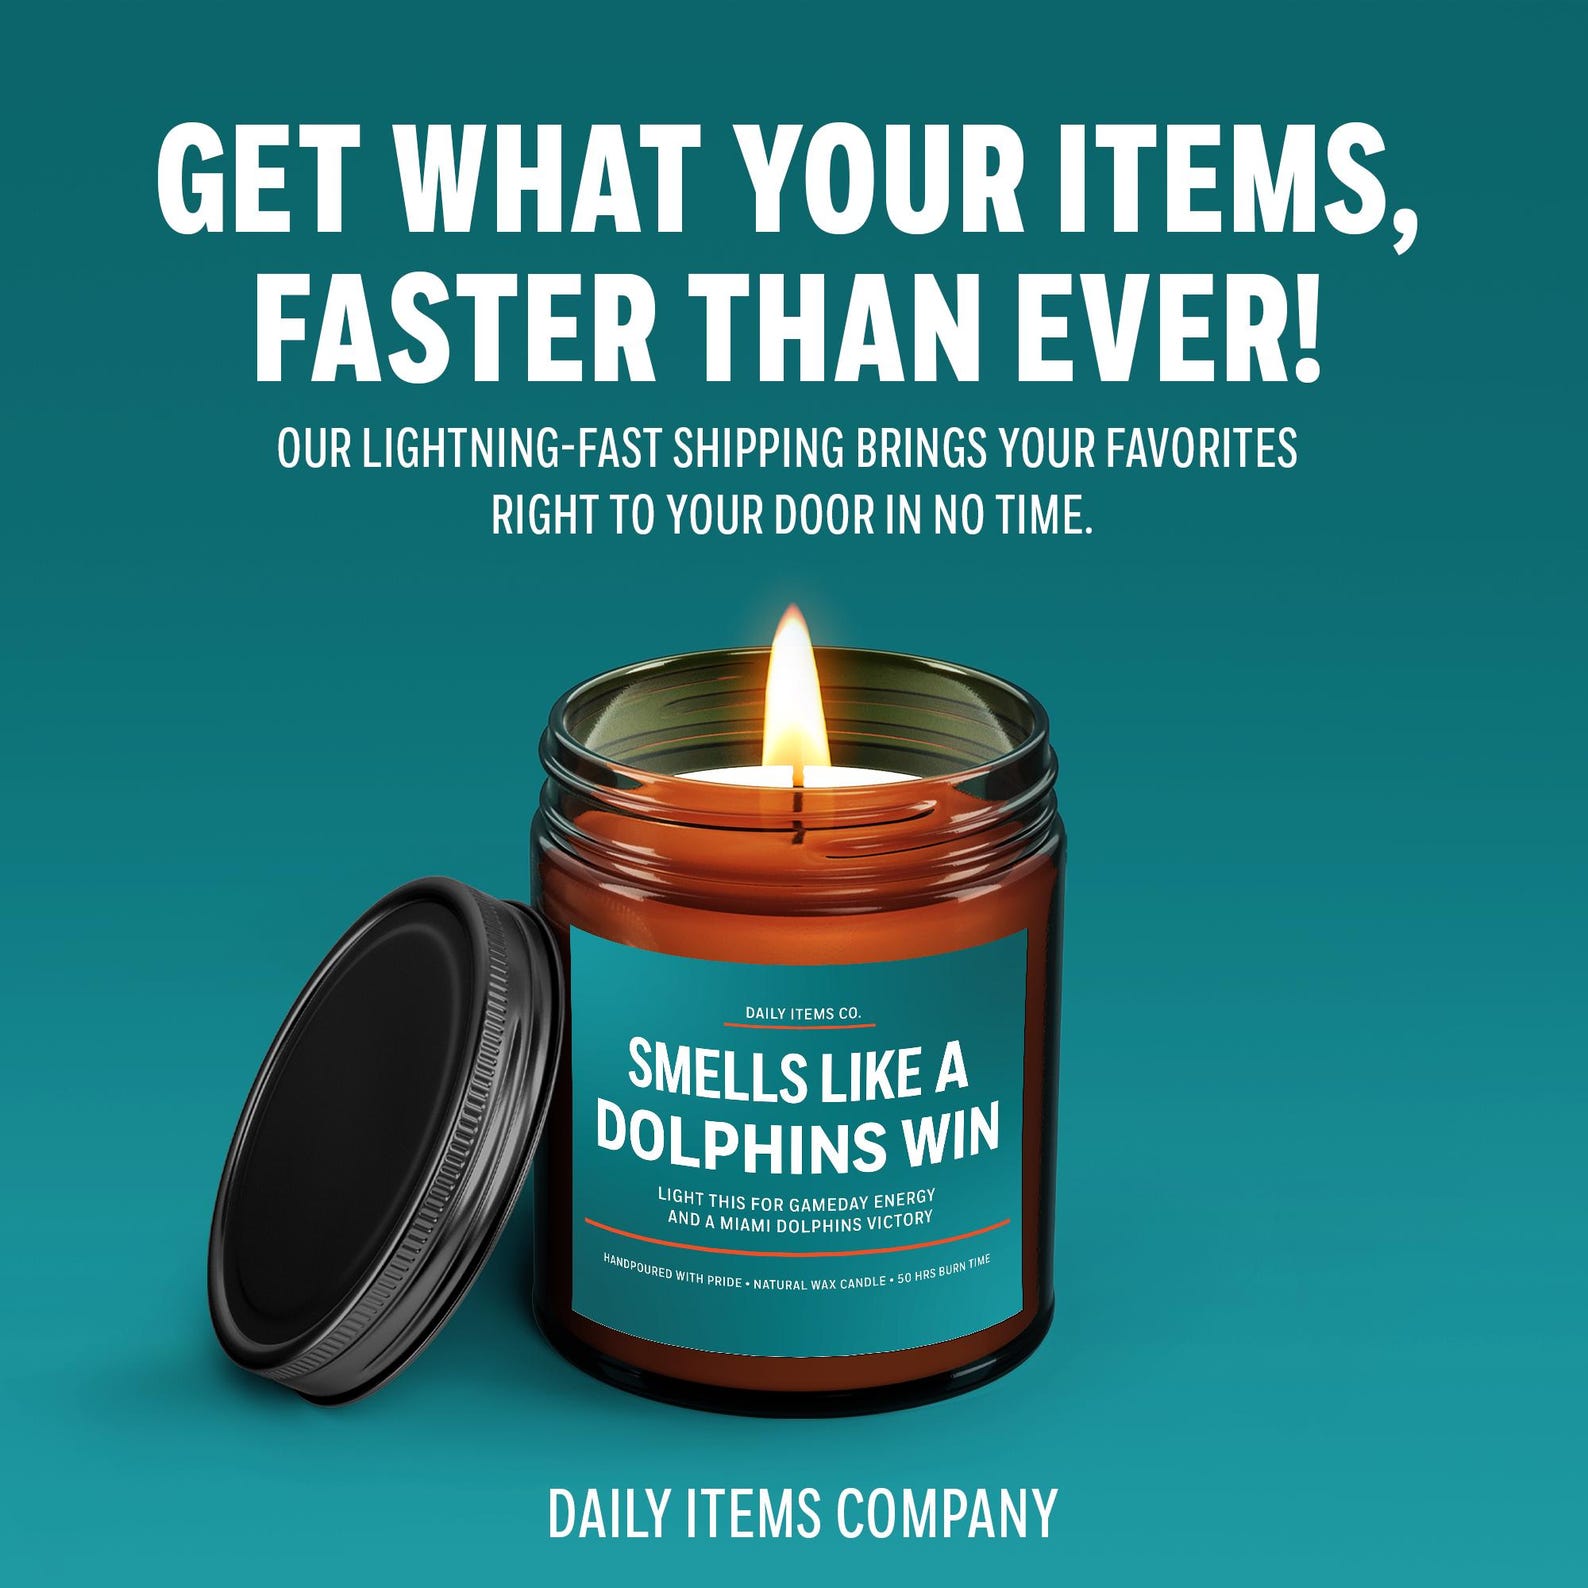 GET WHAT YOUR ITEMS,
FASTER THAN EVER!
OUR LIGHTNING-FAST SHIPPING BRINGS YOUR FAVORITES
RIGHT TO YOUR DOOR IN NO TIME.
DAILY ITEMS CO.
SMELLS LIKE A
DOLPHINS WIN
LIGHT THIS FOR GAMEDAY ENERGY
AND A MIAMI DOLPHINS VICTORY
HANDPOURED WITH PRIDE • NATURAL WAX CANDLE • 50 HRS BURN TIME
DAILY ITEMS COMPANY